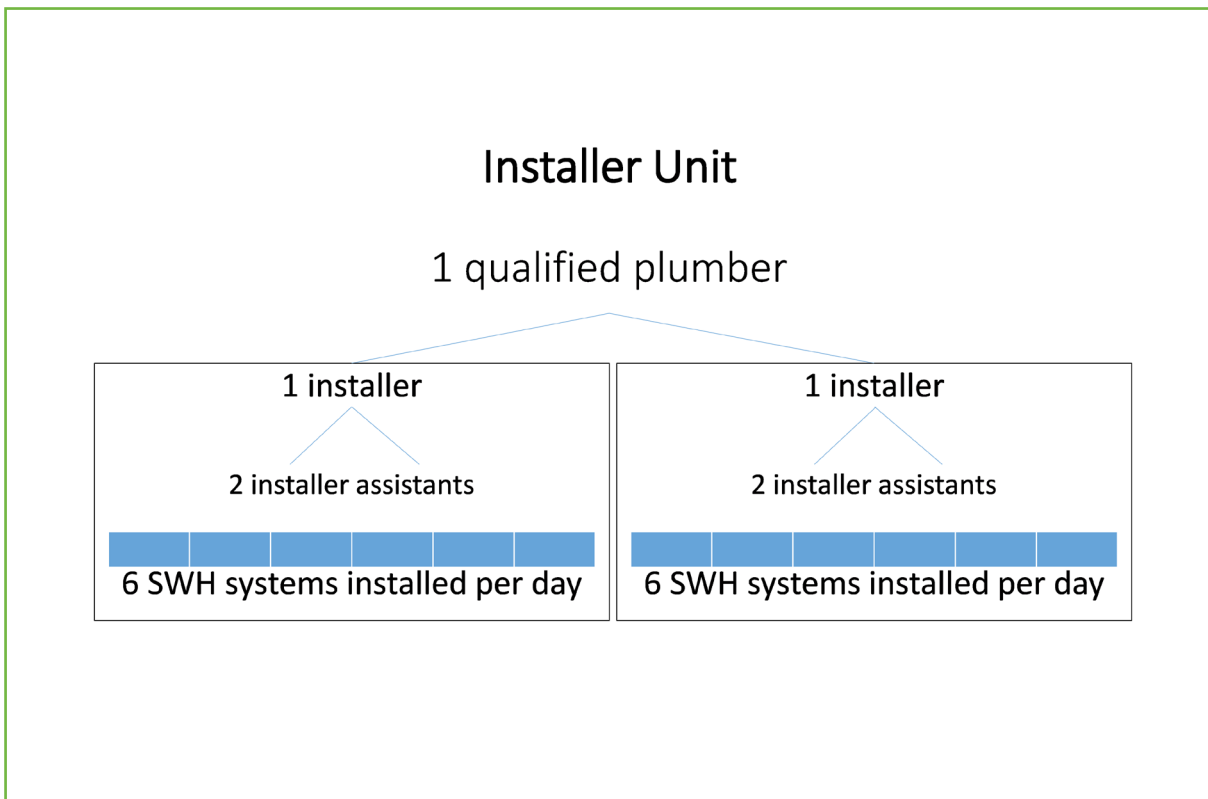 Installer Unit
1 qualified plumber
1 installer
2 installer assistants
6 SWH systems installed per day
1 installer
2 installer assistants
6 SWH systems installed per day